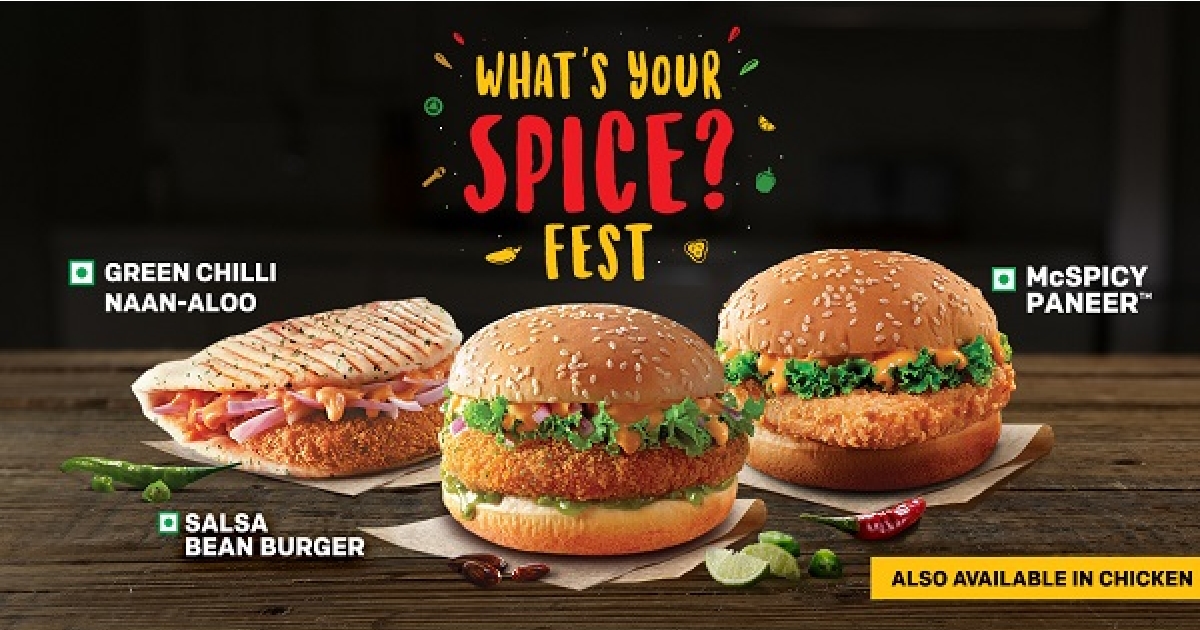 WHAT'S YOUR
SPICE?
FEST
GREEN CHILLI
NAAN-ALOO
McSPICY
PANEER™
SALSA
BEAN BURGER
ALSO AVAILABLE IN CHICKEN